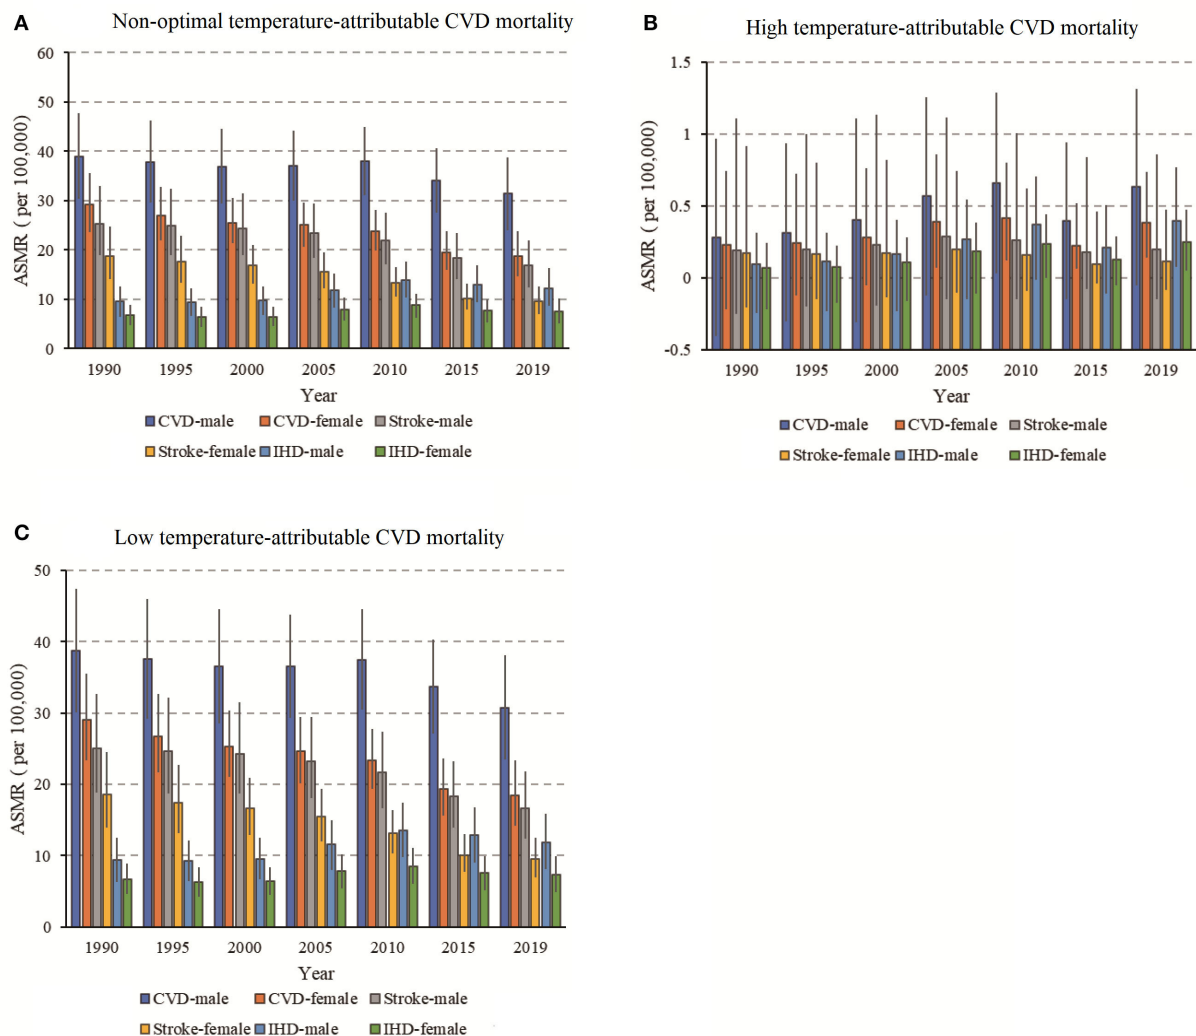 A
Non-optimal temperature-attributable CVD mortality
60
50
40
30
20
10
0
ASMR ( per 100,000)
1990 1995 2000 2005 2010 2015 2019
Year
CVD-male CVD-female Stroke-male
Stroke-female IHD-male IHD-female
B
High temperature-attributable CVD mortality
1.5
1
0.5
0
-0.5
ASMR ( per 100,000)
1990 1995 2000 2005 2010 2015 2019
Year
CVD-male CVD-female Stroke-male
Stroke-female IHD-male IHD-female
C
Low temperature-attributable CVD mortality
50
40
30
20
10
0
ASMR ( per 100,000)
1990 1995 2000 2005 2010 2015 2019
Year
CVD-male CVD-female Stroke-male
Stroke-female IHD-male IHD-female